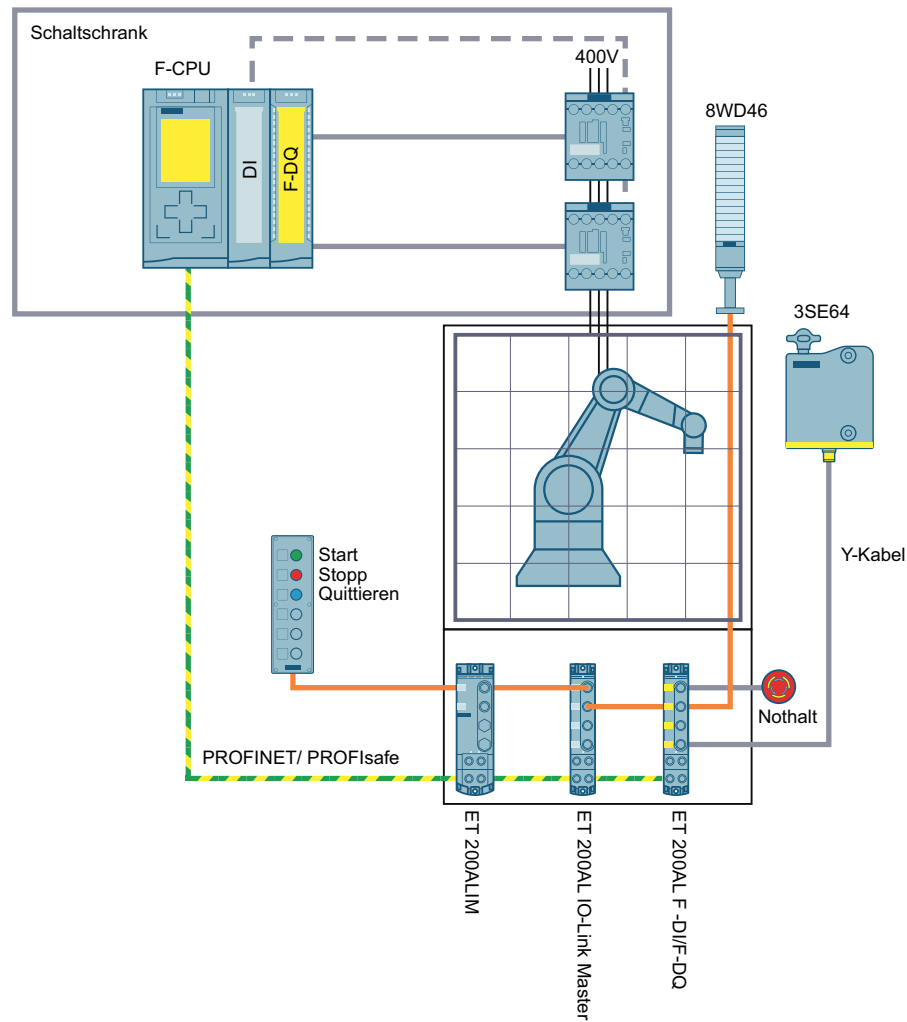 Schaltschrank
F-CPU
400V
8WD46
DI
F-DQ
3SE64
Start
Stopp
Quittieren
Y-Kabel
Nothalt
PROFINET/ PROFIsafe
ET 200ALIM
ET 200AL IO-Link Master
ET 200AL F -DI/F-DQ